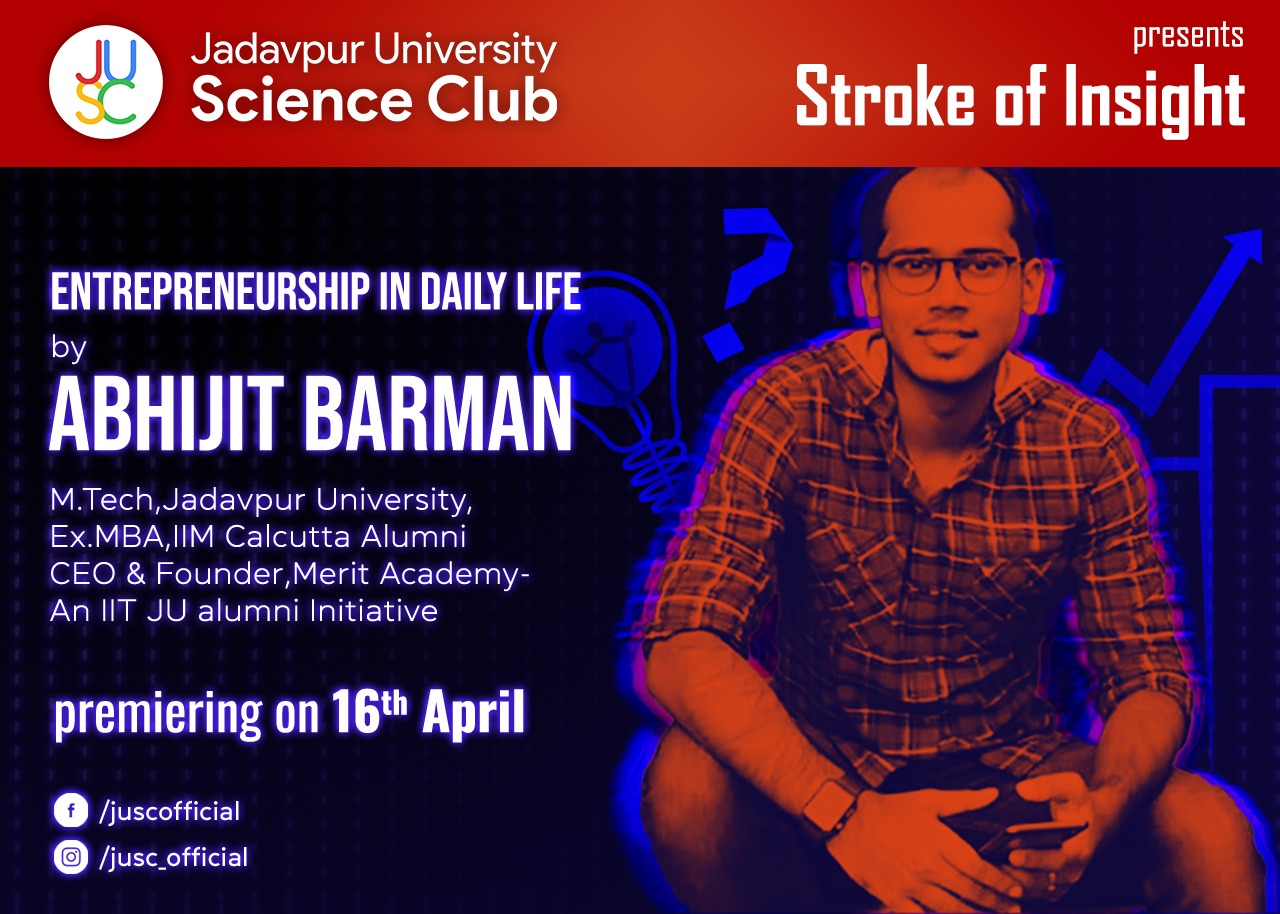 JU
SC
Jadavpur University
Science Club
presents
Stroke of Insight
ENTREPRENEURSHIP IN DAILY LIFE
by
ABHIJIT BARMAN
M.Tech,Jadavpur University,
Ex.MBA,IIM Calcutta Alumni
CEO & Founder,Merit Academy-
An IIT JU alumni Initiative
premiering on 16th April
/juscofficial
/jusc_official